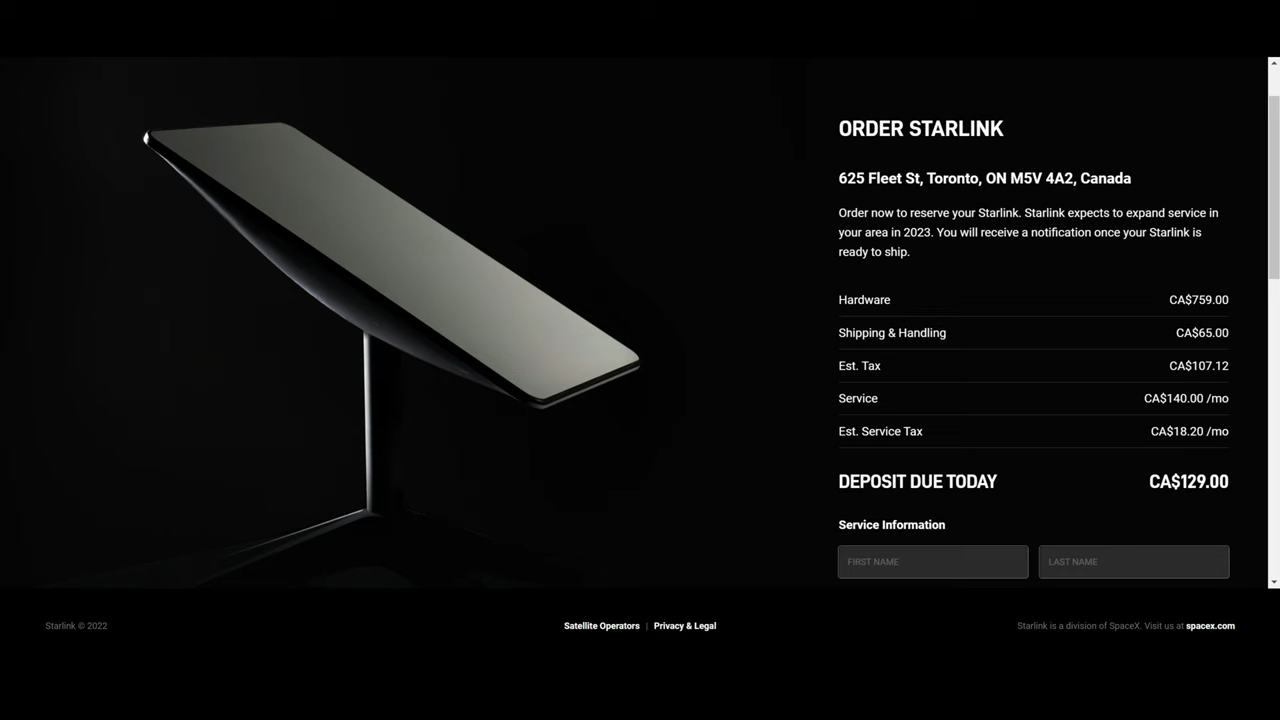 ORDER STARLINK
625 Fleet St, Toronto, ON M5V 4A2, Canada
Order now to reserve your Starlink. Starlink expects to expand service in
your area in 2023. You will receive a notification once your Starlink is
ready to ship.
Hardware CA$759.00
Shipping & Handling CA$65.00
Est. Tax CA$107.12
Service CA$140.00 /mo
Est. Service Tax CA$18.20 /mo
DEPOSIT DUE TODAY CA$129.00
Service Information
FIRST NAME LAST NAME
Starlink © 2022 Satellite Operators | Privacy & Legal Starlink is a division of SpaceX. Visit us at spacex.com